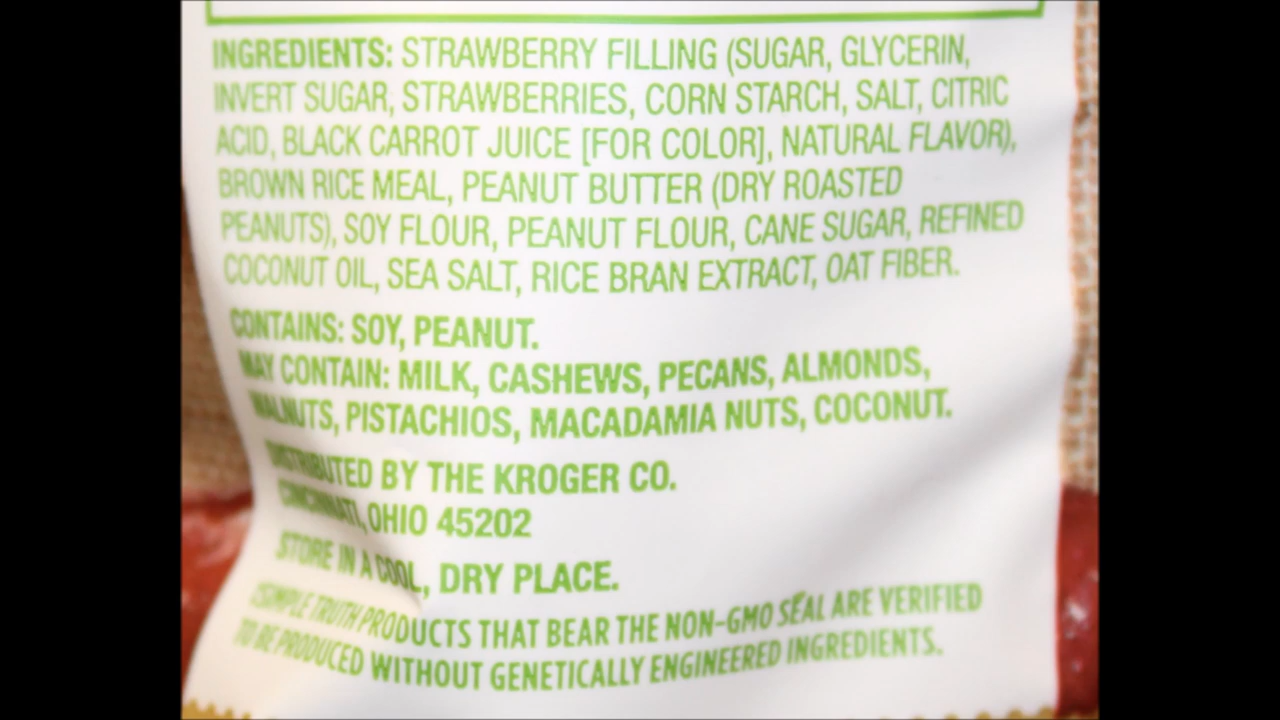 INGREDIENTS: STRAWBERRY FILLING (SUGAR, GLYCERIN,
INVERT SUGAR, STRAWBERRIES, CORN STARCH, SALT, CITRIC
ACID, BLACK CARROT JUICE [FOR COLOR], NATURAL FLAVOR),
BROWN RICE MEAL, PEANUT BUTTER (DRY ROASTED
PEANUTS), SOY FLOUR, PEANUT FLOUR, CANE SUGAR, REFINED
COCONUT OIL, SEA SALT, RICE BRAN EXTRACT, OAT FIBER.
CONTAINS: SOY, PEANUT.
MAY CONTAIN: MILK, CASHEWS, PECANS, ALMONDS,
WALNUTS, PISTACHIOS, MACADAMIA NUTS, COCONUT.
DISTRIBUTED BY THE KROGER CO.
CINCINNATI, OHIO 45202
STORE IN A COOL, DRY PLACE.
‡SIMPLE TRUTH PRODUCTS THAT BEAR THE NON-GMO SEAL ARE VERIFIED
TO BE PRODUCED WITHOUT GENETICALLY ENGINEERED INGREDIENTS.